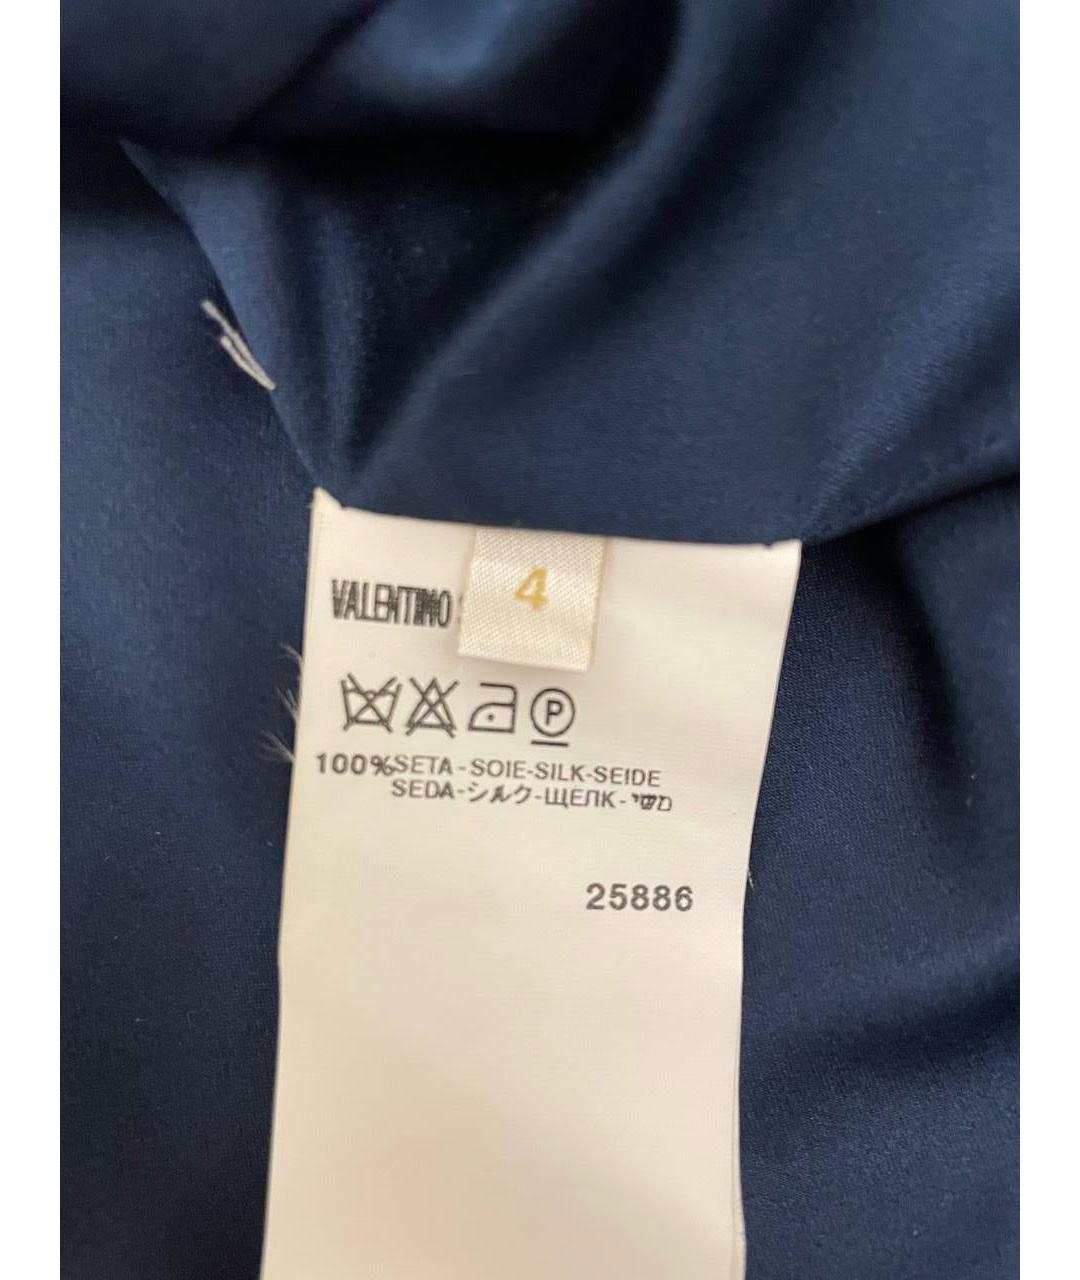 VALENTINO
4
P
100%SETA-SOIE-SILK-SEIDE
SEDA-シルク-ЩЕЛК-משי
25886